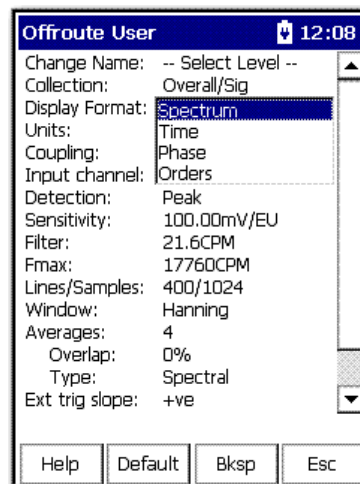 Offroute User 12:08
Change Name: -- Select Level --
Collection: Overall/Sig
Display Format: Spectrum
Units: Time
Coupling: Phase
Input channel: Orders
Detection: Peak
Sensitivity: 100.00mV/EU
Filter: 21.6CPM
Fmax: 17760CPM
Lines/Samples: 400/1024
Window: Hanning
Averages: 4
Overlap: 0%
Type: Spectral
Ext trig slope: +ve
Help Default Bksp Esc